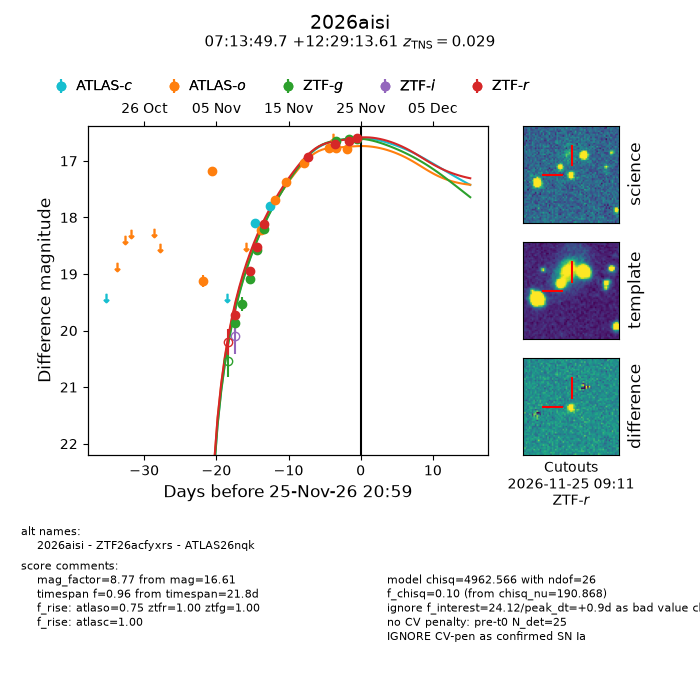 2026aisi
07:13:49.7 +12:29:13.61 zTNS = 0.029
ATLAS-c ATLAS-o ZTF-g ZTF-i ZTF-r
26 Oct 05 Nov 15 Nov 25 Nov 05 Dec
Difference magnitude
17
18
19
20
21
22
−30 −20 −10 0 10
Days before 25-Nov-26 20:59
science
template
difference
Cutouts
2026-11-25 09:11
ZTF-r
alt names:
2026aisi - ZTF26acfyxrs - ATLAS26nqk
score comments:
mag_factor=8.77 from mag=16.61
timespan f=0.96 from timespan=21.8d
f_rise: atlaso=0.75 ztfr=1.00 ztfg=1.00
f_rise: atlasc=1.00
model chisq=4962.566 with ndof=26
f_chisq=0.10 (from chisq_nu=190.868)
ignore f_interest=24.12/peak_dt=+0.9d as bad value
no CV penalty: pre-t0 N_det=25
IGNORE CV-pen as confirmed SN Ia